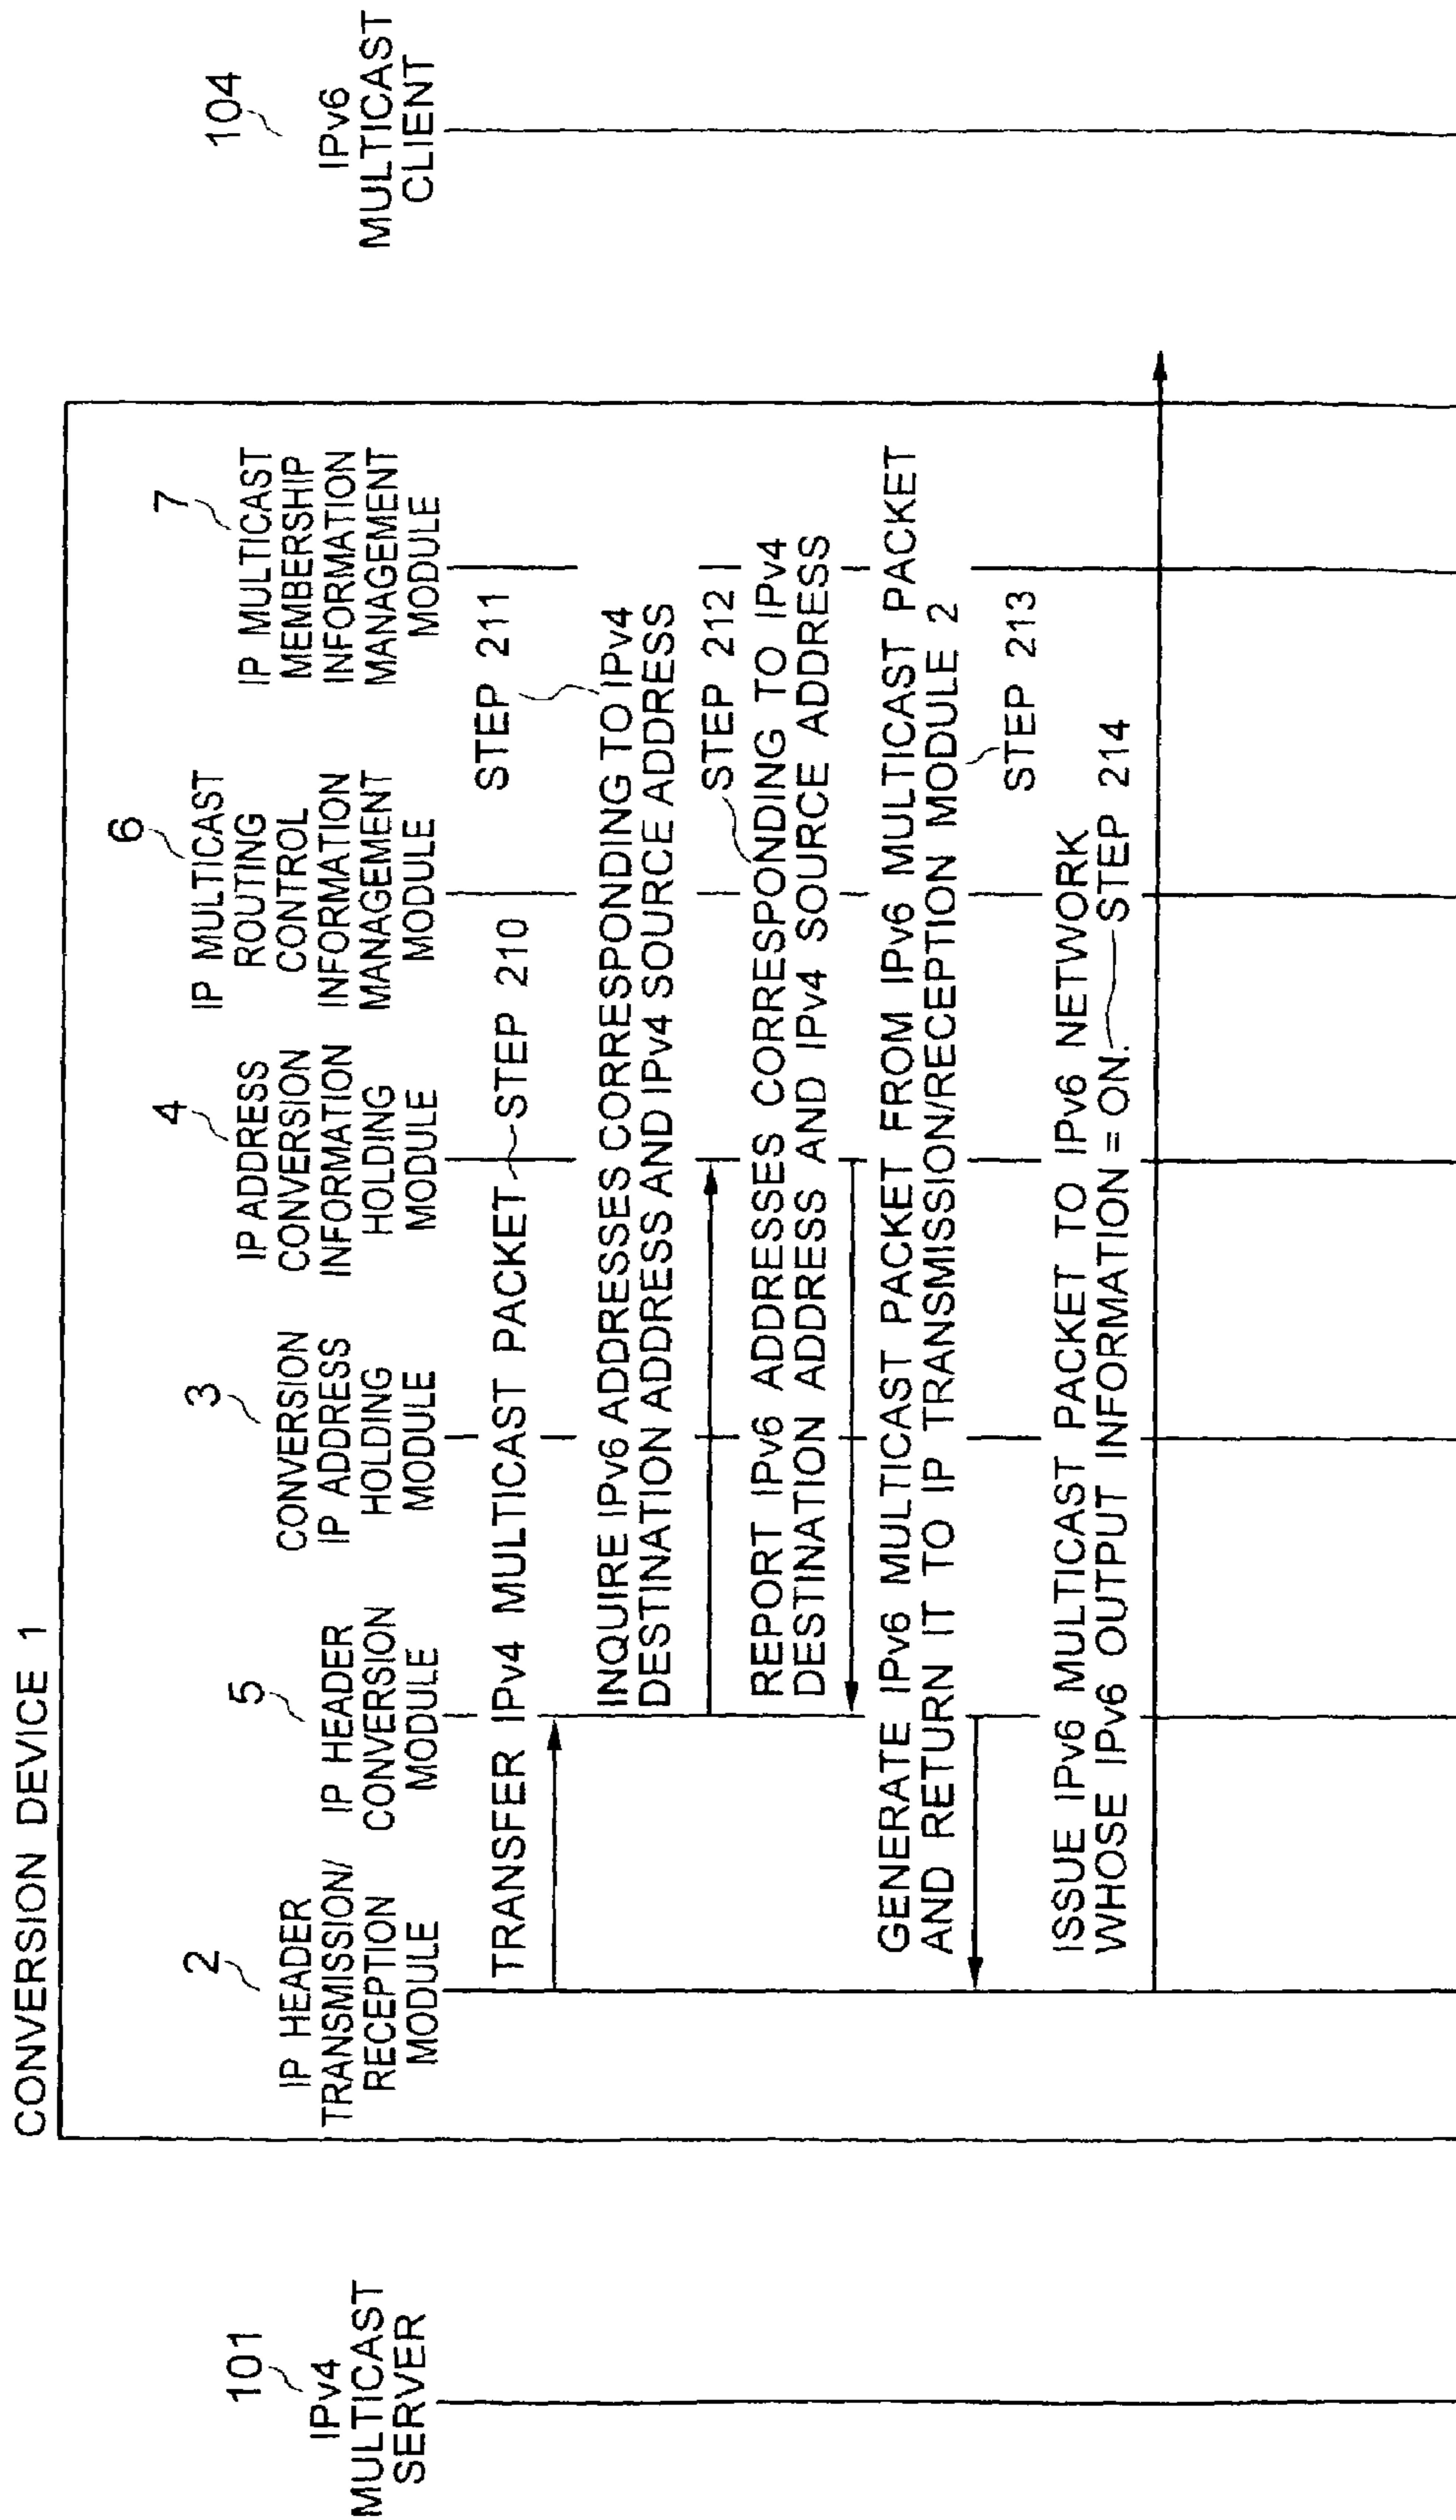 CONVERSION DEVICE 1
101
IPv4
MULTICAST
SERVER
2
IP HEADER
TRANSMISSION/
RECEPTION
MODULE
5
IP HEADER
CONVERSION
MODULE
3
CONVERSION
IP ADDRESS
HOLDING
MODULE
4
IP ADDRESS
CONVERSION
INFORMATION
HOLDING
MODULE
6
IP MULTICAST
ROUTING
CONTROL
INFORMATION
MANAGEMENT
MODULE
7
IP MULTICAST
MEMBERSHIP
INFORMATION
MANAGEMENT
MODULE
104
IPv6
MULTICAST
CLIENT
TRANSFER IPv4 MULTICAST PACKET
STEP 210
STEP 211
INQUIRE IPv6 ADDRESSES CORRESPONDING TO IPv4
DESTINATION ADDRESS AND IPv4 SOURCE ADDRESS
STEP 212
REPORT IPv6 ADDRESSES CORRESPONDING TO IPv4
DESTINATION ADDRESS AND IPv4 SOURCE ADDRESS
GENERATE IPv6 MULTICAST PACKET FROM IPv6 MULTICAST PACKET
AND RETURN IT TO IP TRANSMISSION/RECEPTION MODULE 2
STEP 213
ISSUE IPv6 MULTICAST PACKET TO IPv6 NETWORK
WHOSE IPv6 OUTPUT INFORMATION = ON.
STEP 214